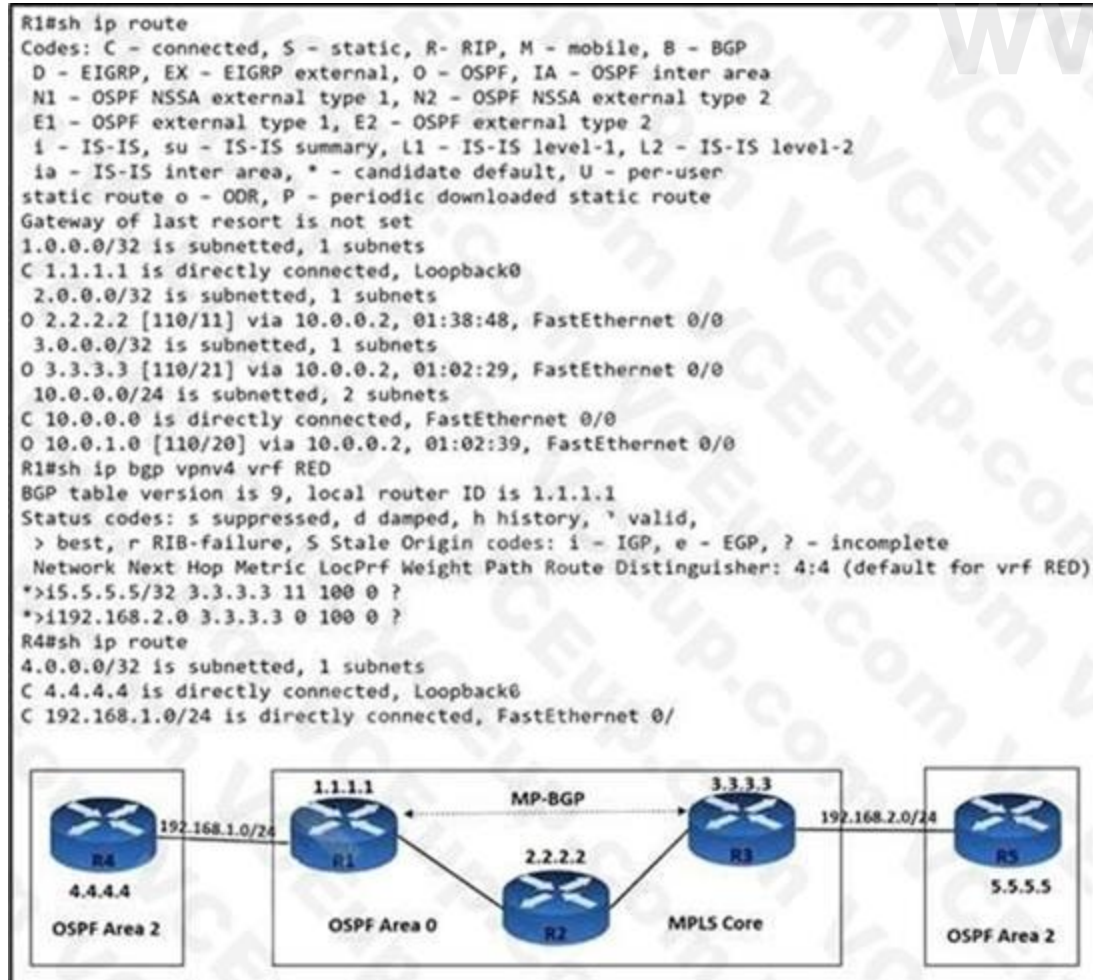 R1#sh ip route
Codes: C - connected, S - static, R- RIP, M - mobile, B - BGP
D - EIGRP, EX - EIGRP external, O - OSPF, IA - OSPF inter area
N1 - OSPF NSSA external type 1, N2 - OSPF NSSA external type 2
E1 - OSPF external type 1, E2 - OSPF external type 2
i - IS-IS, su - IS-IS summary, L1 - IS-IS level-1, L2 - IS-IS level-2
ia - IS-IS inter area, * - candidate default, U - per-user
static route o - ODR, P - periodic downloaded static route
Gateway of last resort is not set
1.0.0.0/32 is subnetted, 1 subnets
C 1.1.1.1 is directly connected, Loopback0
2.0.0.0/32 is subnetted, 1 subnets
O 2.2.2.2 [110/11] via 10.0.0.2, 01:38:48, FastEthernet 0/0
3.0.0.0/32 is subnetted, 1 subnets
O 3.3.3.3 [110/21] via 10.0.0.2, 01:02:29, FastEthernet 0/0
10.0.0.0/24 is subnetted, 2 subnets
C 10.0.0.0 is directly connected, FastEthernet 0/0
O 10.0.1.0 [110/20] via 10.0.0.2, 01:02:39, FastEthernet 0/0
R1#sh ip bgp vpnv4 vrf RED
BGP table version is 9, local router ID is 1.1.1.1
Status codes: s suppressed, d damped, h history, ' valid,
> best, r RIB-failure, S Stale Origin codes: i - IGP, e - EGP, ? - incomplete
Network Next Hop Metric LocPrf Weight Path Route Distinguisher: 4:4 (default for vrf RED)
*>i5.5.5.5/32 3.3.3.3 11 100 0 ?
*>i192.168.2.0 3.3.3.3 0 100 0 ?
R4#sh ip route
4.0.0.0/32 is subnetted, 1 subnets
C 4.4.4.4 is directly connected, Loopback0
C 192.168.1.0/24 is directly connected, FastEthernet 0/
1.1.1.1
MP-BGP
3.3.3.3
192.168.1.0/24
192.168.2.0/24
R4
R1
2.2.2.2
R3
R5
4.4.4.4
R2
5.5.5.5
OSPF Area 2
OSPF Area 0
MPLS Core
OSPF Area 2
VCEup.com